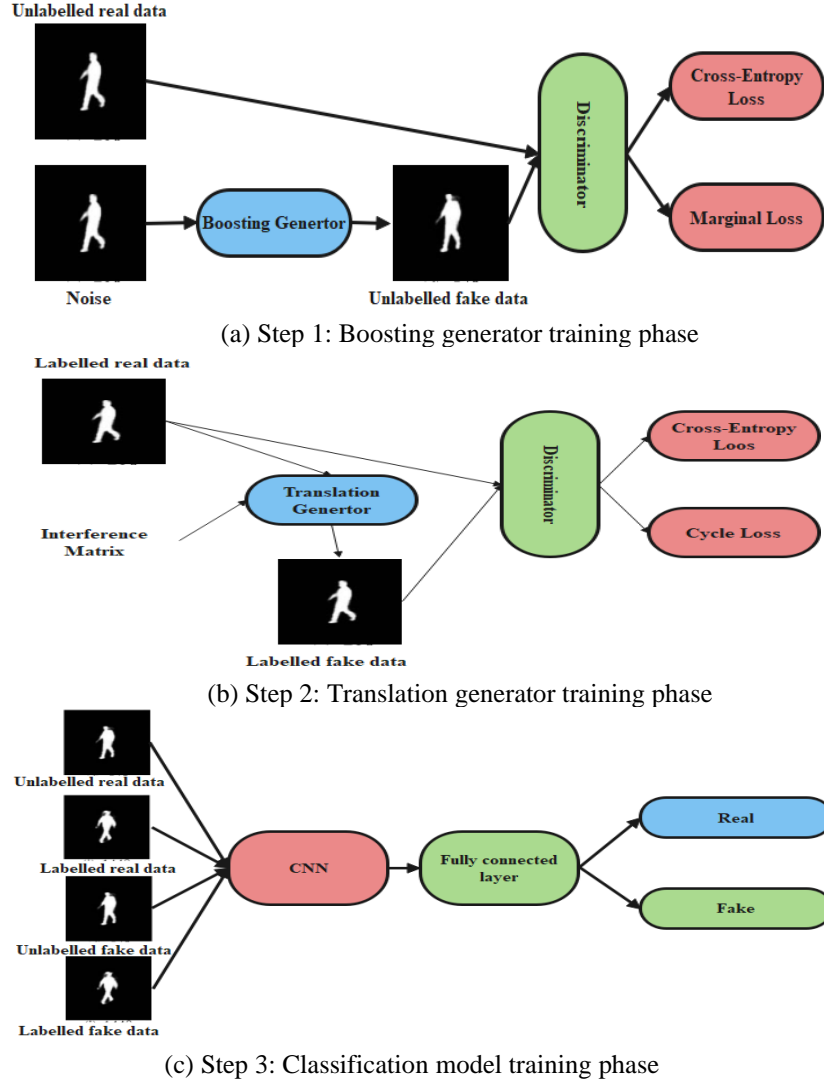 Unlabelled real data
Discriminator
Cross-Entropy
Loss
Boosting Genertor
Marginal Loss
Noise
Unlabelled fake data
(a) Step 1: Boosting generator training phase
Labelled real data
Discriminator
Cross-Entropy
Loos
Translation
Genertor
Interference
Matrix
Cycle Loss
Labelled fake data
(b) Step 2: Translation generator training phase
Unlabelled real data
Real
Labelled real data
CNN
Fully connected
layer
Unlabelled fake data
Fake
Labelled fake data
(c) Step 3: Classification model training phase